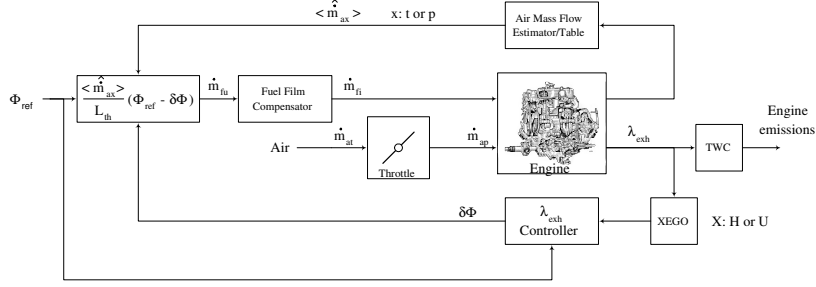 < ṁ̂ax > x: t or p
Air Mass Flow
Estimator/Table
Φref
< ṁ̂ax >
Lth
(Φref - δΦ)
ṁfu
Fuel Film
Compensator
ṁfi
Air
ṁat
Throttle
ṁap
Engine
λexh
TWC
Engine
emissions
δΦ
λexh
Controller
XEGO
X: H or U